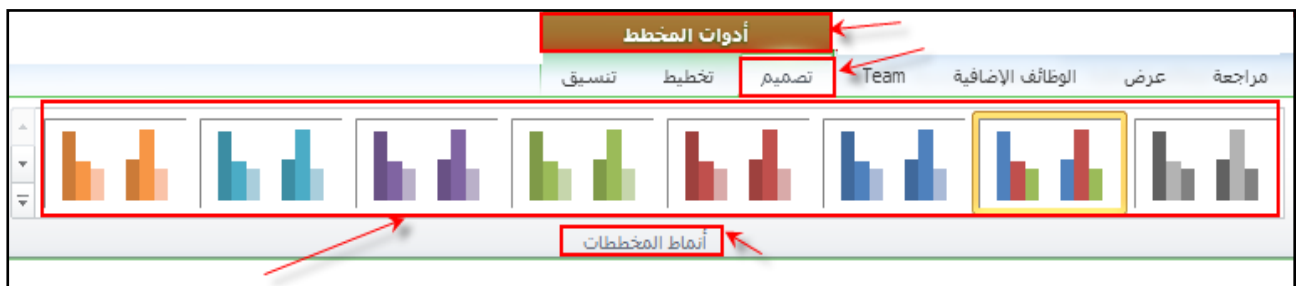 أدوات المخطط
مراجعة عرض الوظائف الإضافية Team تصميم تخطيط تنسيق
أنماط المخططات